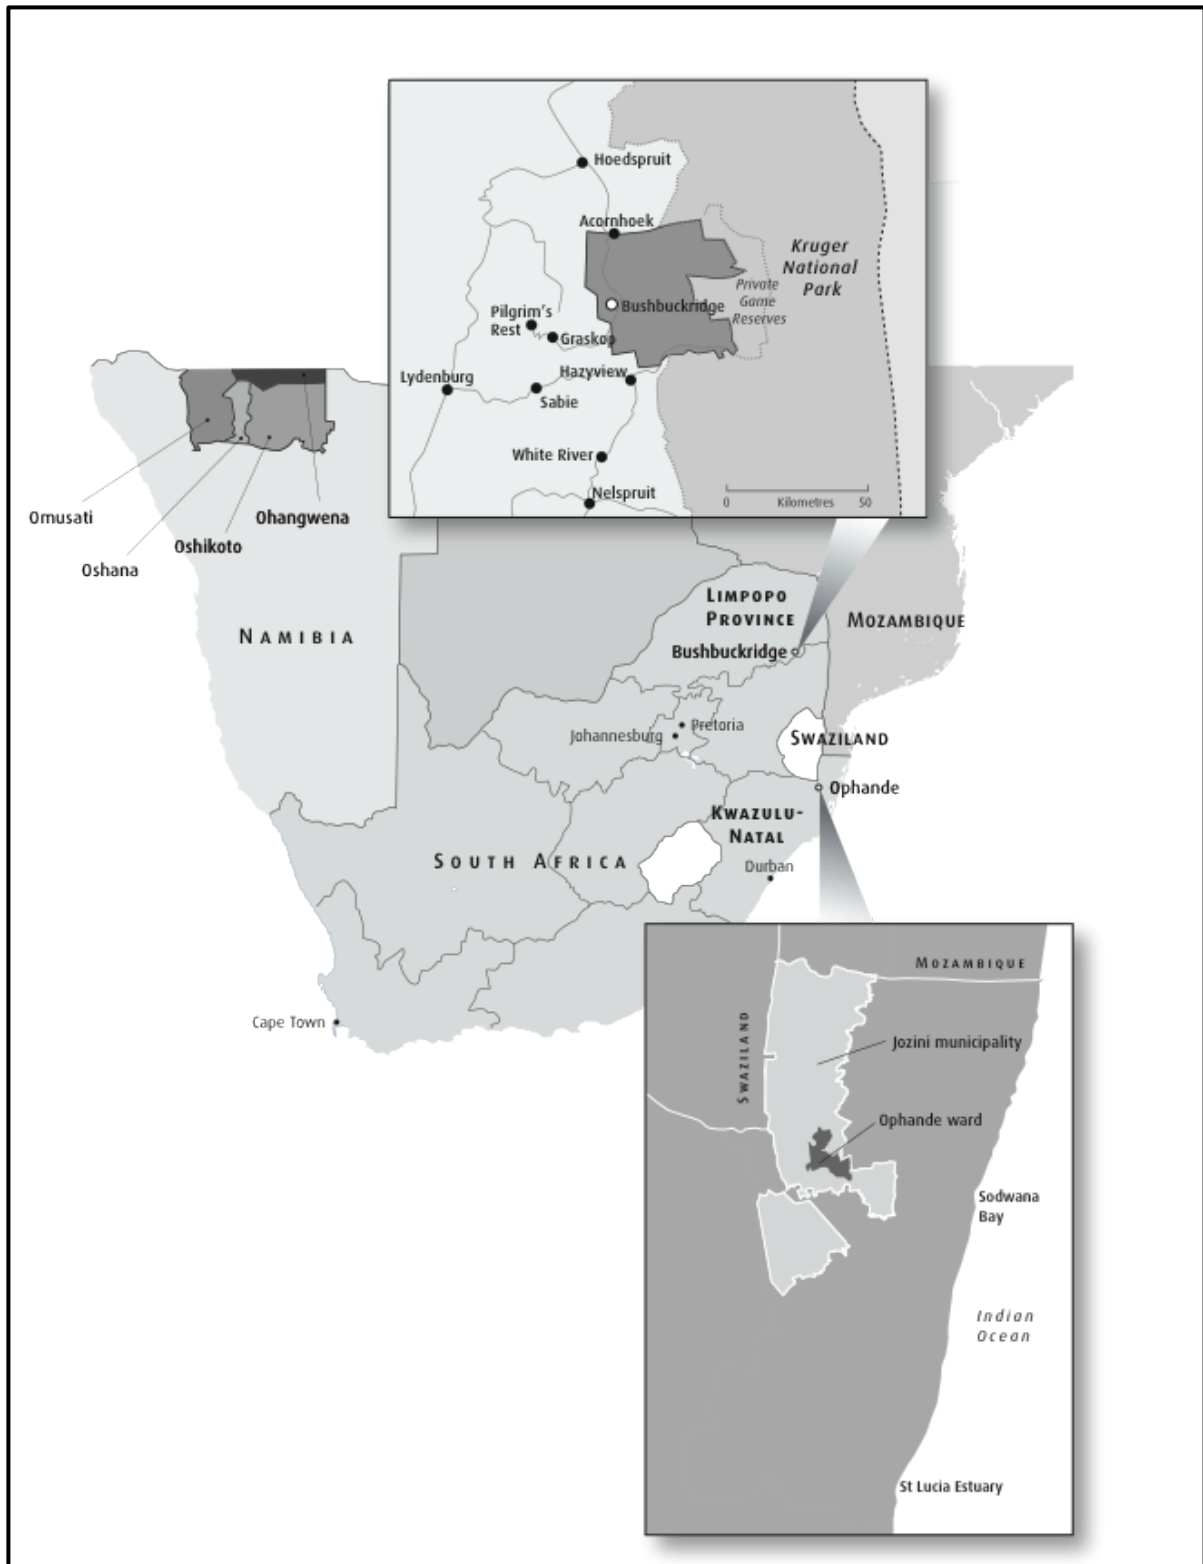 Hoedspruit
Acornhoek
Kruger
National
Park
Private
Game
Reserves
Bushbuckridge
Pilgrim's
Rest
Graskop
Hazyview
Lydenburg
Sabie
White River
Nelspruit
0 Kilometres 50
Omusati
Ohangwena
Oshikoto
Oshana
NAMIBIA
LIMPOPO
PROVINCE
MOZAMBIQUE
Bushbuckridge
Pretoria
Johannesburg
SWAZILAND
Ophande
KWAZULU-
NATAL
SOUTH AFRICA
Durban
Cape Town
MOZAMBIQUE
SWAZILAND
Jozini municipality
Ophande ward
Sodwana
Bay
Indian
Ocean
St Lucia Estuary